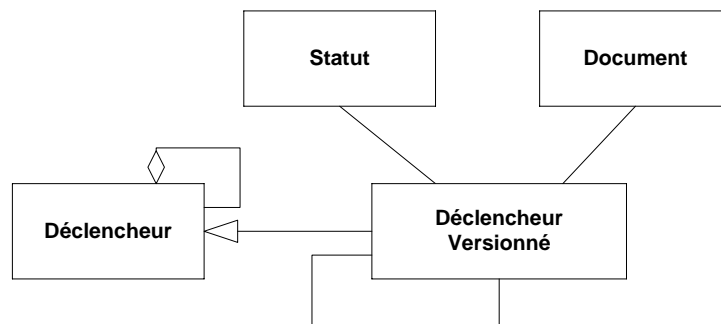 Statut
Document
Déclencheur
Déclencheur
Versionné